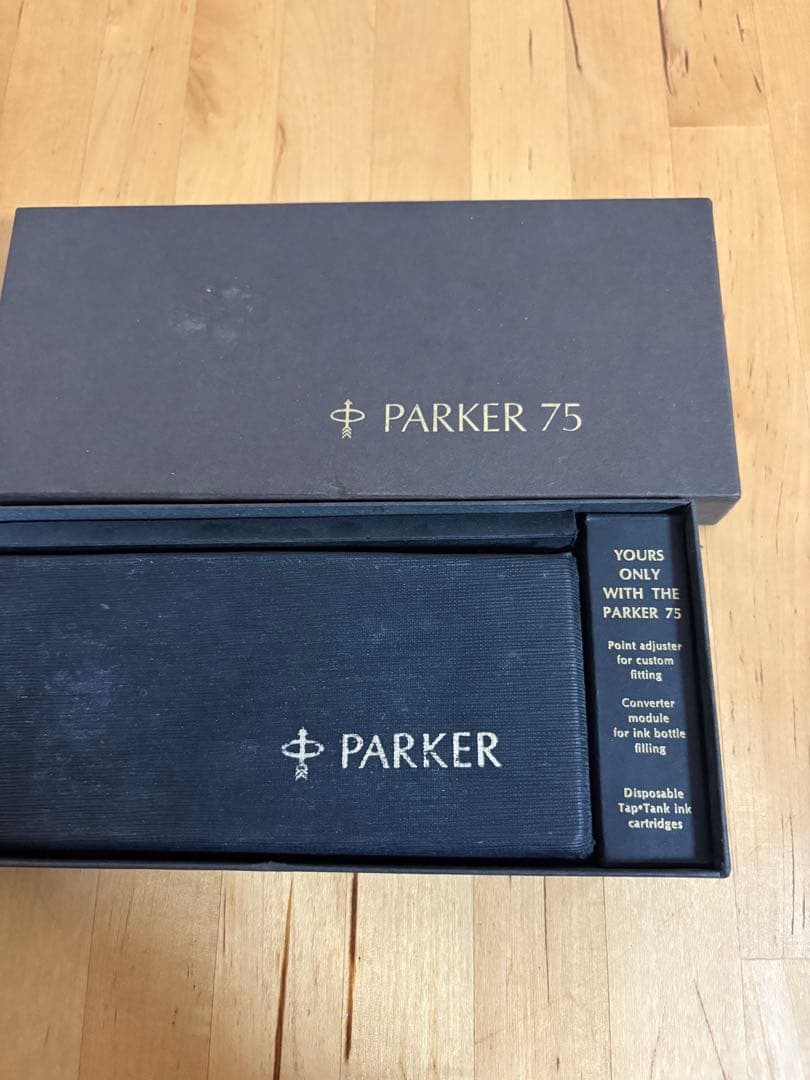 PARKER 75
YOURS
ONLY
WITH THE
PARKER 75
Point adjuster
for custom
fitting
Converter
module
for ink bottle
filling
Disposable
Tap•Tank ink
cartridges
PARKER